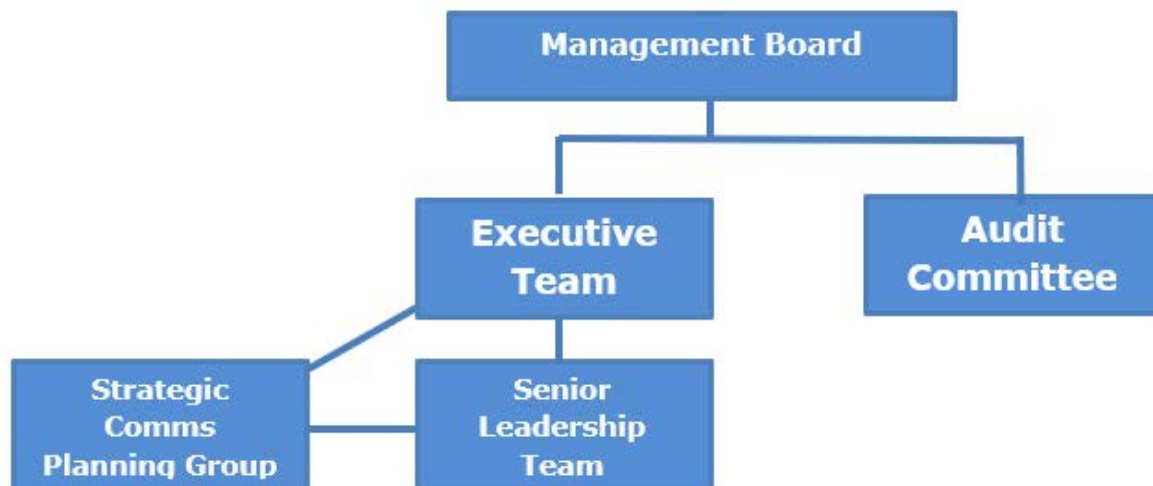 Management Board
Executive
Team
Audit
Committee
Strategic
Comms
Planning Group
Senior
Leadership
Team